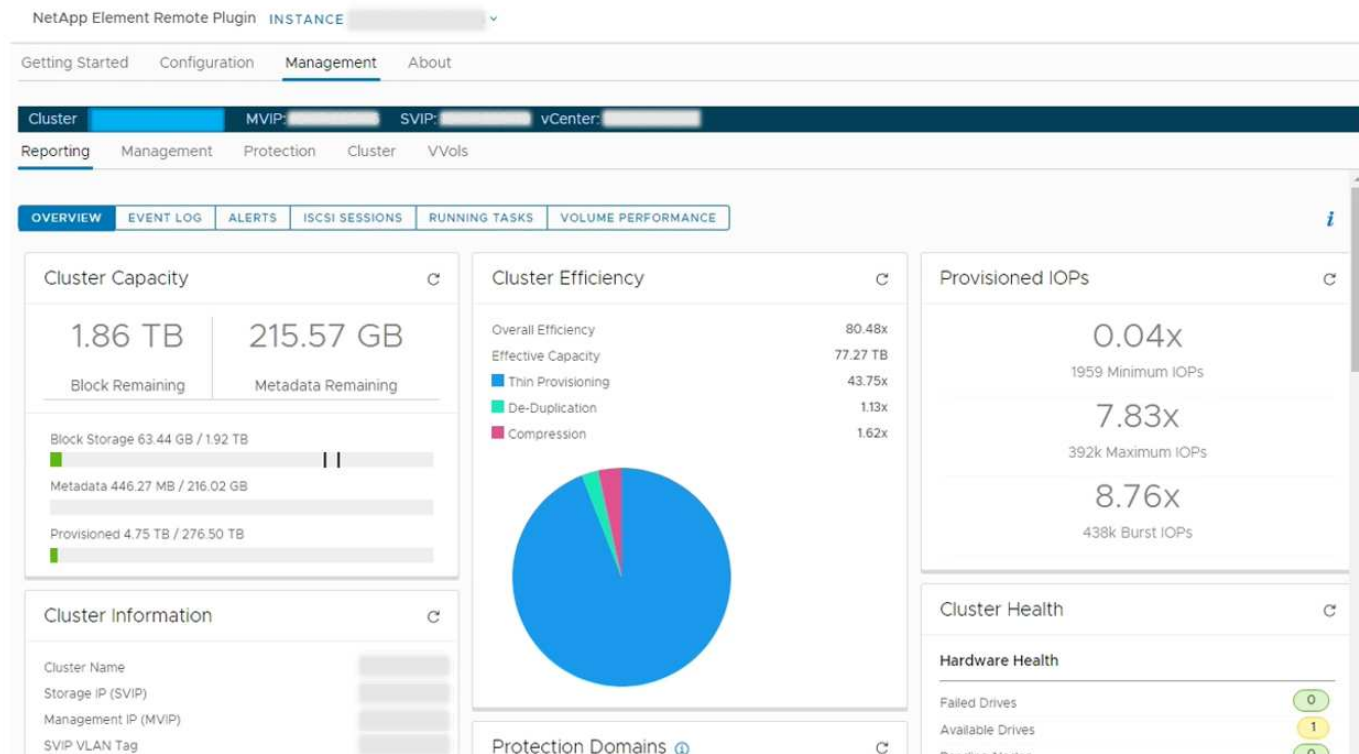 NetApp Element Remote Plugin INSTANCE
Getting Started Configuration Management About
Cluster MVIP: SVIP: vCenter:
Reporting Management Protection Cluster VVols
OVERVIEW EVENT LOG ALERTS ISCSI SESSIONS RUNNING TASKS VOLUME PERFORMANCE i
Cluster Capacity
1.86 TB 215.57 GB
Block Remaining Metadata Remaining
Block Storage 63.44 GB / 1.92 TB
Metadata 446.27 MB / 216.02 GB
Provisioned 4.75 TB / 276.50 TB
Cluster Efficiency
Overall Efficiency 80.48x
Effective Capacity 77.27 TB
Thin Provisioning 43.75x
De-Duplication 1.13x
Compression 1.62x
Provisioned IOPs
0.04x
1959 Minimum IOPs
7.83x
392k Maximum IOPs
8.76x
438k Burst IOPs
Cluster Information
Cluster Name
Storage IP (SVIP)
Management IP (MVIP)
SVIP VLAN Tag
Protection Domains
Cluster Health
Hardware Health
Failed Drives 0
Available Drives 1